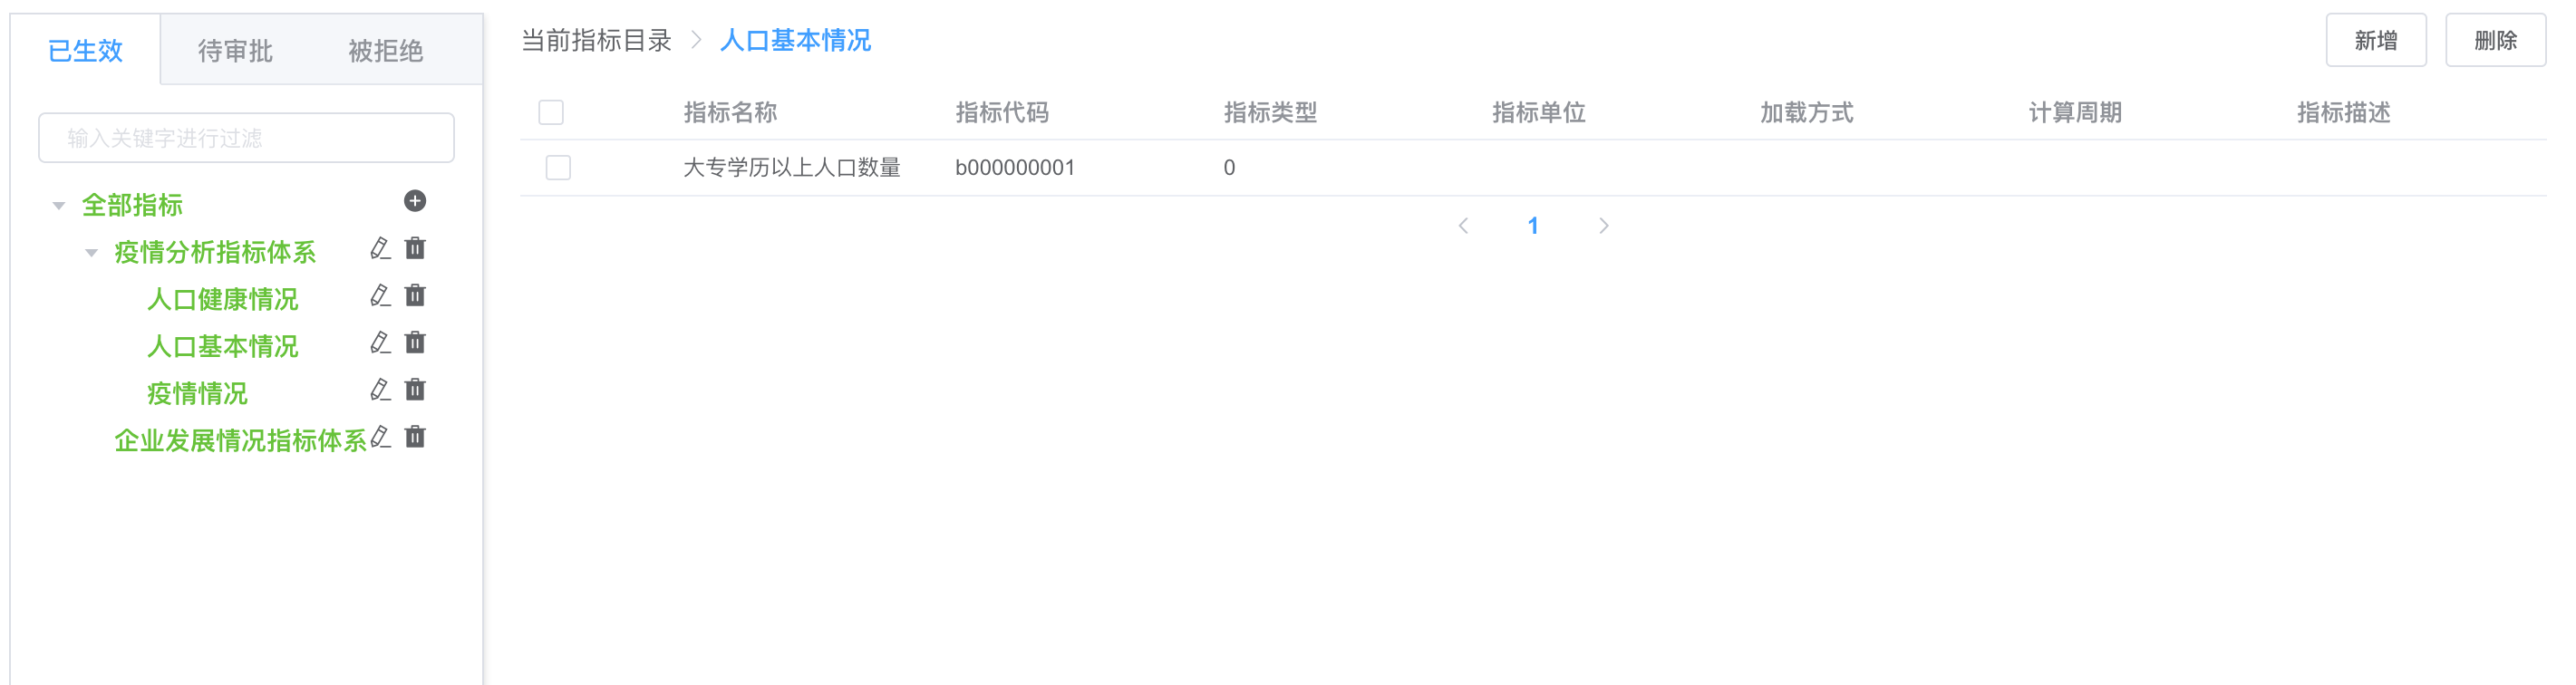 已生效 待审批 被拒绝
输入关键字进行过滤
全部指标
疫情分析指标体系
人口健康情况
人口基本情况
疫情情况
企业发展情况指标体系
当前指标目录 人口基本情况
新增 删除
指标名称 指标代码 指标类型 指标单位 加载方式 计算周期 指标描述
大专学历以上人口数量 b000000001 0
1